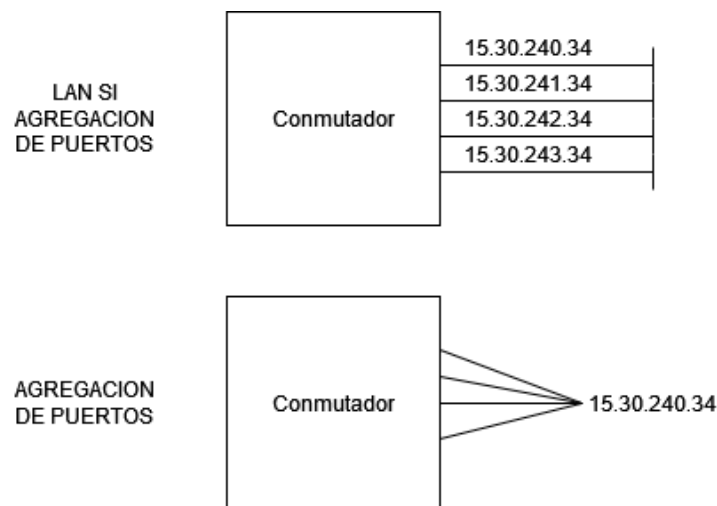 LAN SI
AGREGACION
DE PUERTOS
Conmutador
15.30.240.34
15.30.241.34
15.30.242.34
15.30.243.34
AGREGACION
DE PUERTOS
Conmutador
15.30.240.34